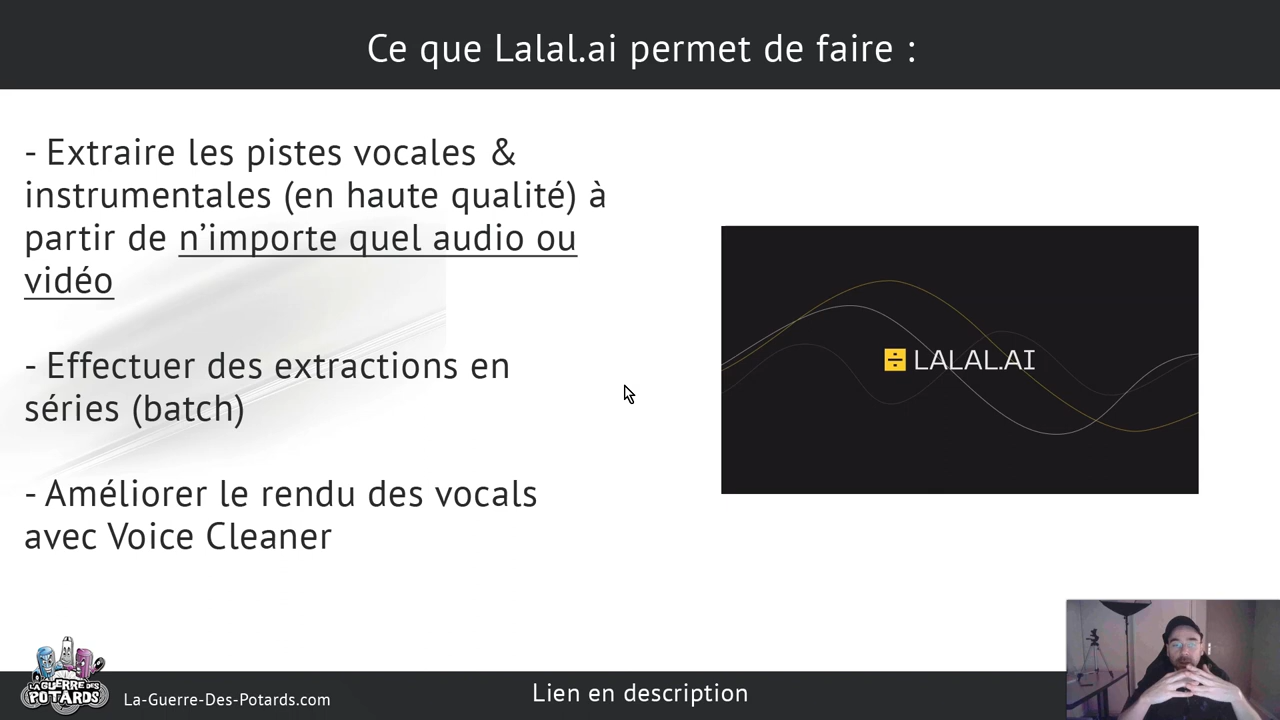 Ce que Lalal.ai permet de faire :
- Extraire les pistes vocales &
instrumentales (en haute qualité) à
partir de n’importe quel audio ou
vidéo
- Effectuer des extractions en
séries (batch)
- Améliorer le rendu des vocals
avec Voice Cleaner
LALAL.AI
LA GUERRE DES
POTARDS
La-Guerre-Des-Potards.com
Lien en description